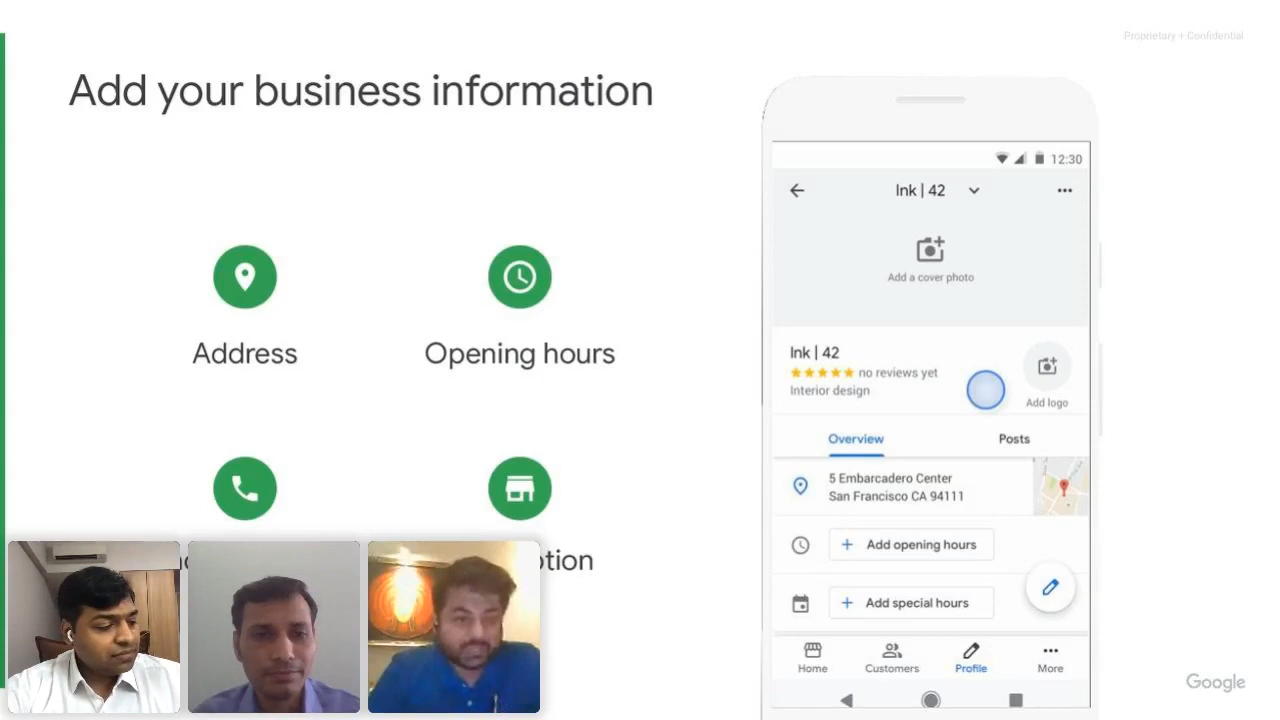 Proprietary + Confidential
Add your business information
Address
Opening hours
12:30
Ink | 42
Add a cover photo
Ink | 42
no reviews yet
Interior design
Add logo
Overview
Posts
5 Embarcadero Center
San Francisco CA 94111
+ Add opening hours
+ Add special hours
Home
Customers
Profile
More
Google